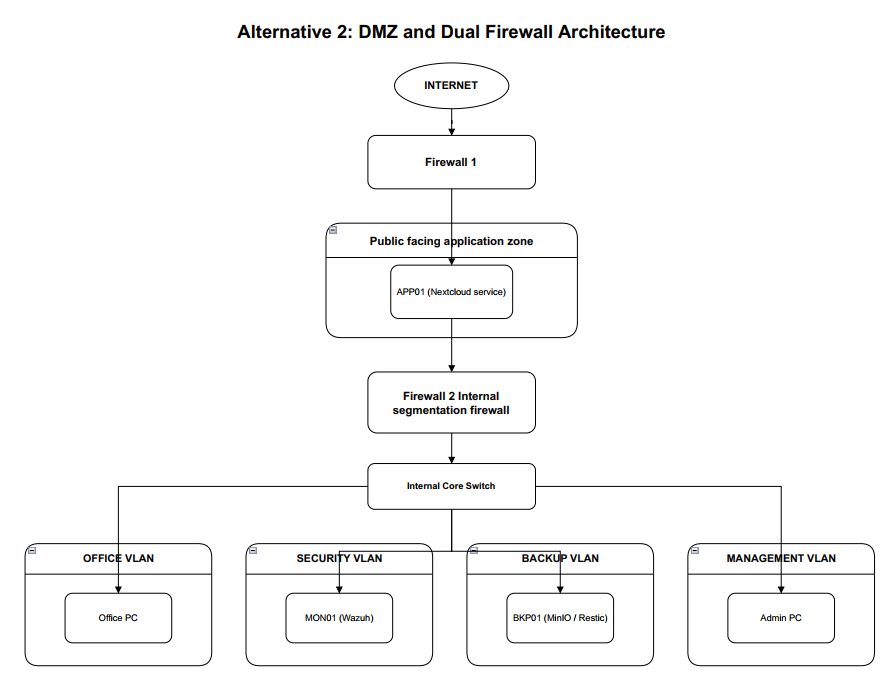 Alternative 2: DMZ and Dual Firewall Architecture
INTERNET
Firewall 1
Public facing application zone
APP01 (Nextcloud service)
Firewall 2 Internal
segmentation firewall
Internal Core Switch
OFFICE VLAN
SECURITY VLAN
BACKUP VLAN
MANAGEMENT VLAN
Office PC
MON01 (Wazuh)
BKP01 (MinIO / Restic)
Admin PC